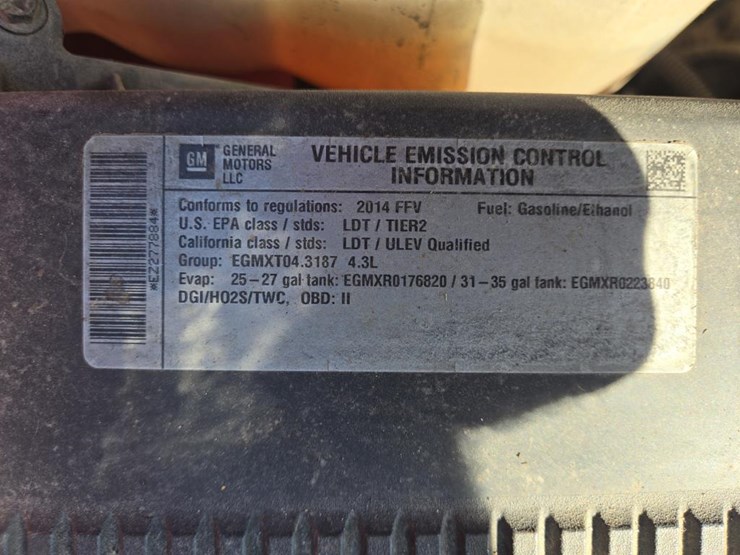 GM
GENERAL
MOTORS
LLC
VEHICLE EMISSION CONTROL
INFORMATION
Conforms to regulations: 2014 FFV Fuel: Gasoline/Ethanol
U.S. EPA class / stds: LDT / TIER2
California class / stds: LDT / ULEV Qualified
Group: EGMXT04.3187 4.3L
Evap: 25-27 gal tank: EGMXR0176820 / 31-35 gal tank: EGMXR0223840
DGI/HO2S/TWC, OBD: II
*EZ277884*